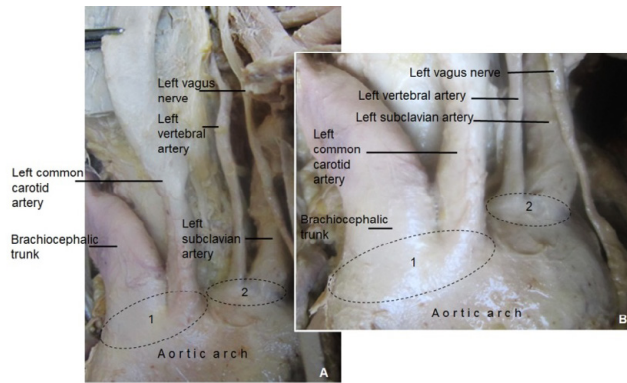 Left vagus
nerve
Left
vertebral
artery
Left common
carotid
artery
Brachiocephalic
trunk
Left
subclavian
artery
1
2
Aortic arch
A
Left vagus nerve
Left vertebral artery
Left subclavian artery
Left
common
carotid
artery
Brachiocephalic
trunk
2
1
Aortic arch
B